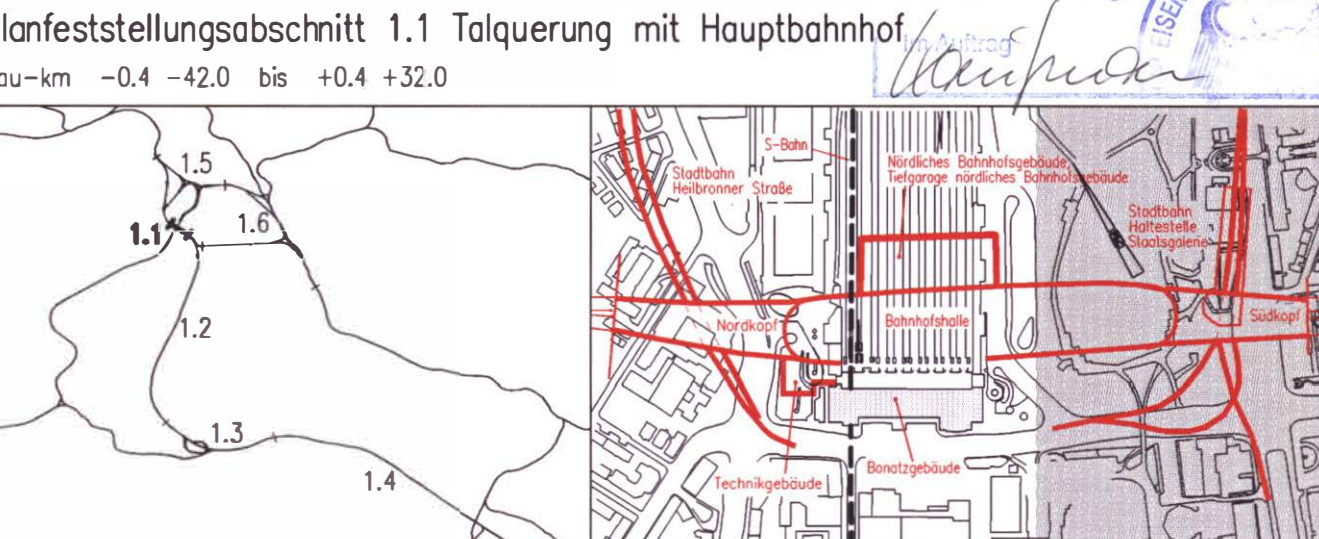 lanfeststellungsabschnitt 1.1 Talquerung mit Hauptbahnhof
au-km -0.4 -42.0 bis +0.4 +32.0
Im Auftrag
EISEN
1.5
1.6
1.1
1.2
1.3
1.4
S-Bahn
Stadtbahn
Heilbronner Straße
Nördliches Bahnhofsgebäude,
Tiefgarage nördliches Bahnhofsgebäude
Stadtbahn
Haltestelle
Staatsgalerie
Nordkopf
Bahnhofshalle
Südkopf
Technikgebäude
Bonatzgebäude